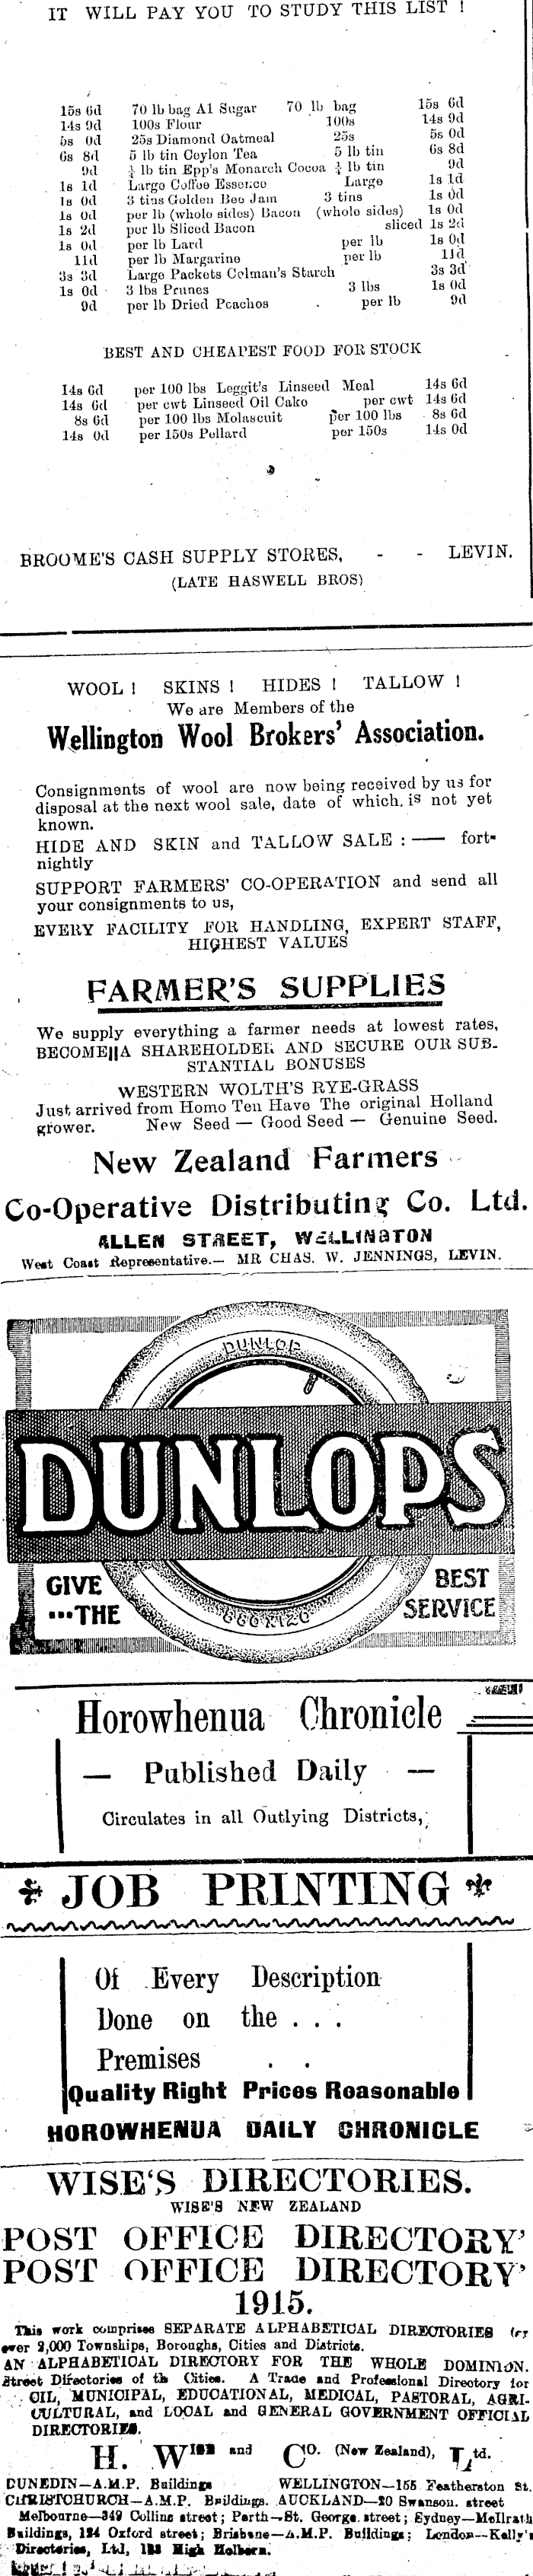 IT WILL PAY YOU TO STUDY THIS LIST !
15s 6d 70 lb bag A1 Sugar 70 lb bag 15s 6d
14s 9d 100s Flour 100s 14s 9d
5s 0d 25s Diamond Oatmeal 25s 5s 0d
6s 8d 5 lb tin Ceylon Tea 5 lb tin 6s 8d
9d ¼ lb tin Epp's Monarch Cocoa ¼ lb tin 9d
1s 1d Large Coffee Essence Large 1s 1d
1s 0d 3 tins Golden Bee Jam 3 tins 1s 0d
1s 0d per lb (whole sides) Bacon (whole sides) 1s 0d
1s 2d per lb Sliced Bacon sliced 1s 2d
1s 0d per lb Lard per lb 1s 0d
11d per lb Margarine per lb 11d
3s 3d Large Packets Colman's Starch 3s 3d
1s 0d 3 lbs Prunes 3 lbs 1s 0d
9d per lb Dried Peaches per lb 9d
BEST AND CHEAPEST FOOD FOR STOCK
14s 6d per 100 lbs Leggit's Linseed Meal 14s 6d
14s 6d per cwt Linseed Oil Cake per cwt 14s 6d
8s 6d per 100 lbs Molascuit per 100 lbs 8s 6d
14s 0d per 150s Pollard per 150s 14s 0d
BROOME'S CASH SUPPLY STORES, - - LEVIN.
(LATE HASWELL BROS)
WOOL ! SKINS ! HIDES ! TALLOW !
We are Members of the
Wellington Wool Brokers' Association.
Consignments of wool are now being received by us for
disposal at the next wool sale, date of which is not yet
known.
HIDE AND SKIN and TALLOW SALE : — fort-
nightly
SUPPORT FARMERS' CO-OPERATION and send all
your consignments to us,
EVERY FACILITY FOR HANDLING, EXPERT STAFF,
HIGHEST VALUES
FARMER'S SUPPLIES
We supply everything a farmer needs at lowest rates,
BECOME||A SHAREHOLDER AND SECURE OUR SUB-
STANTIAL BONUSES
WESTERN WOLTH'S RYE-GRASS
Just arrived from Homo Ten Have The original Holland
grower. New Seed — Good Seed — Genuine Seed.
New Zealand Farmers
Co-Operative Distributing Co. Ltd.
ALLEN STREET, WELLINGTON
West Coast Representative.— MR CHAS. W. JENNINGS, LEVIN.
DUNLOP
DUNLOPS
GIVE
...THE
BEST
SERVICE
Horowhenua Chronicle
— Published Daily —
Circulates in all Outlying Districts,
JOB PRINTING
Of Every Description
Done on the . . .
Premises . .
Quality Right Prices Reasonable
HOROWHENUA DAILY CHRONICLE
WISE'S DIRECTORIES.
WISE'S NEW ZEALAND
POST OFFICE DIRECTORY'
POST OFFICE DIRECTORY'
1915.
This work comprises SEPARATE ALPHABETICAL DIRECTORIES for
over 2,000 Townships, Boroughs, Cities and Districts.
AN ALPHABETICAL DIRECTORY FOR THE WHOLE DOMINION.
Street Directories of th Cities. A Trade and Professional Directory for
OIL, MUNICIPAL, EDUCATIONAL, MEDICAL, PASTORAL, AGRI-
CULTURAL, and LOCAL and GENERAL GOVERNMENT OFFICIAL
DIRECTORIES.
H. WISE and CO. (New Zealand), Ltd.
DUNEDIN—A.M.P. Buildings WELLINGTON—155 Featherston St.
CHRISTCHURCH—A.M.P. Buildings. AUCKLAND—20 Swanson. street
Melbourne—349 Collins street; Perth—St. George. street; Sydney—McIlrath
Buildings, 124 Oxford street; Brisbane—A.M.P. Buildings; London—Kelly's
Directories, Ltd, 182 High Holborn.